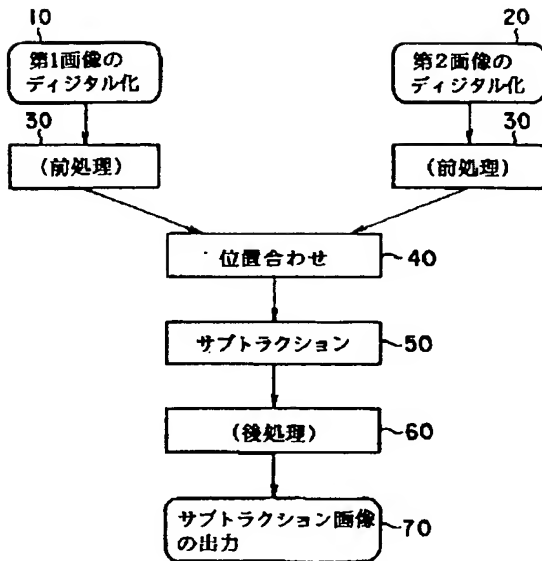 10
20
第1画像の
ディジタル化
第2画像の
ディジタル化
30
30
(前処理)
(前処理)
位置合わせ
40
サブトラクション
50
(後処理)
60
サブトラクション画像
の出力
70